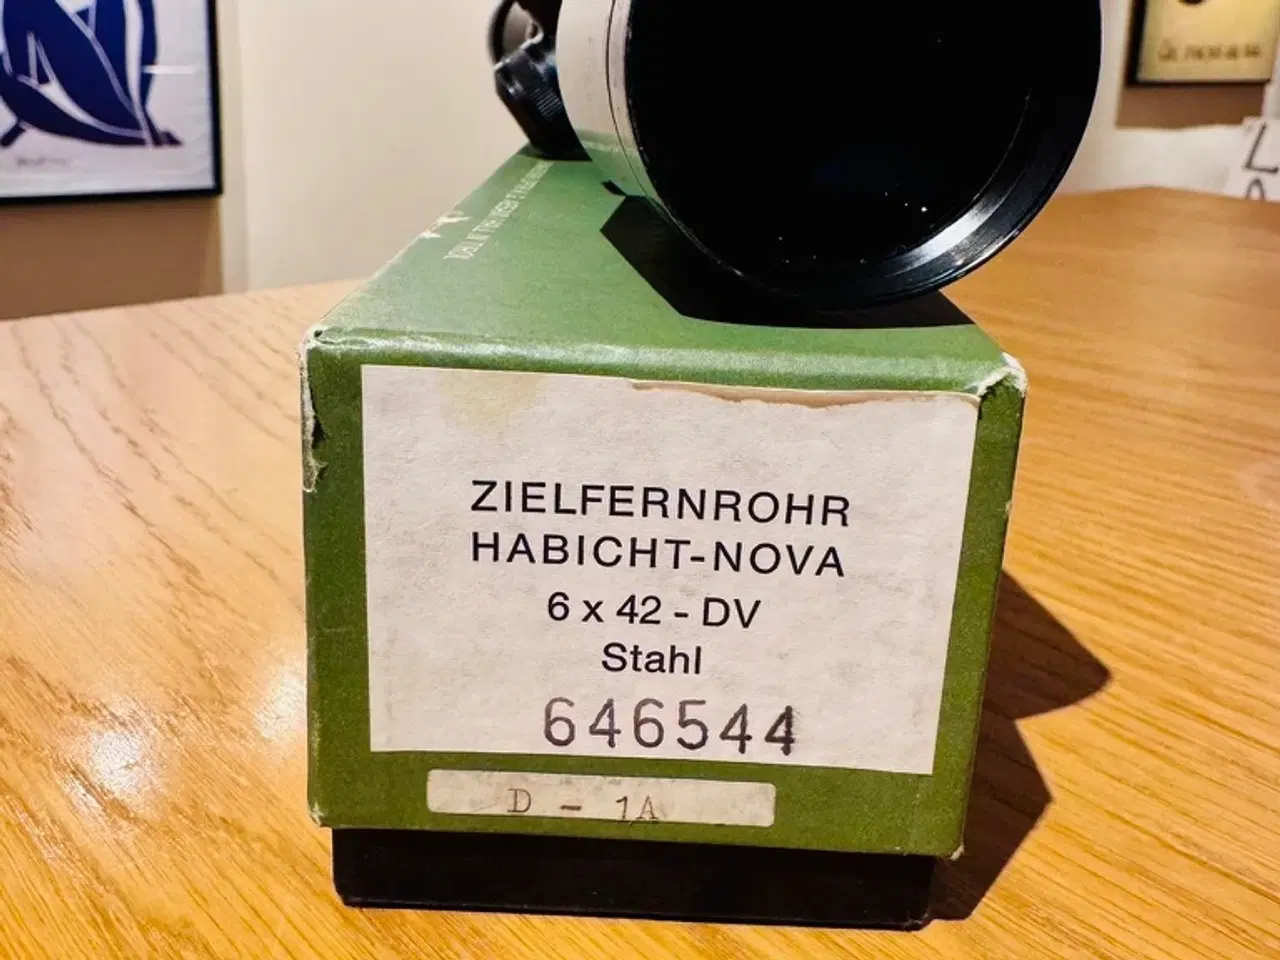 ZIELFERNROHR
HABICHT-NOVA
6 x 42 - DV
Stahl
646544
D - 1A